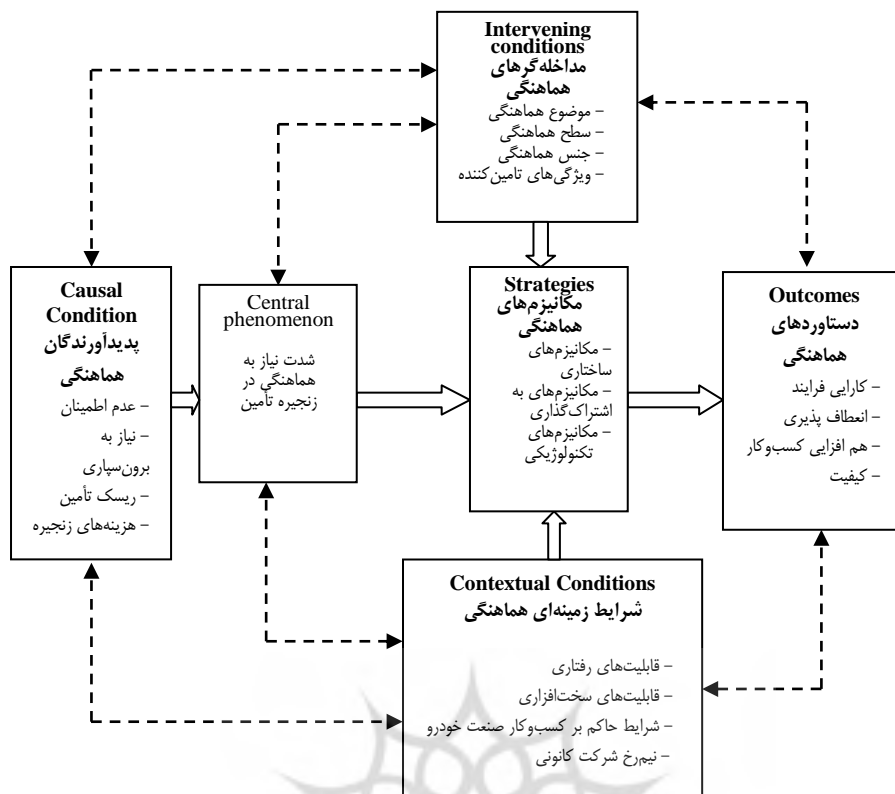 Intervening
conditions
مداخله‌گرهای
هماهنگی
- موضوع هماهنگی
- سطح هماهنگی
- جنس هماهنگی
- ویژگی‌های تامین‌کننده
Causal
Condition
پدیدآورندگان
هماهنگی
- عدم اطمینان
- نیاز به
برون‌سپاری
- ریسک تأمین
- هزینه‌های زنجیره
Central
phenomenon
شدت نیاز به
هماهنگی در
زنجیره تأمین
Strategies
مکانیزم‌های
هماهنگی
- مکانیزم‌های
ساختاری
- مکانیزم‌های به
اشتراک‌گذاری
- مکانیزم‌های
تکنولوژیکی
Outcomes
دستاوردهای
هماهنگی
- کارایی فرایند
- انعطاف پذیری
- هم افزایی کسب‌وکار
- کیفیت
Contextual Conditions
شرایط زمینه‌ای هماهنگی
- قابلیت‌های رفتاری
- قابلیت‌های سخت‌افزاری
- شرایط حاکم بر کسب‌وکار صنعت خودرو
- نیم‌رخ شرکت کانونی